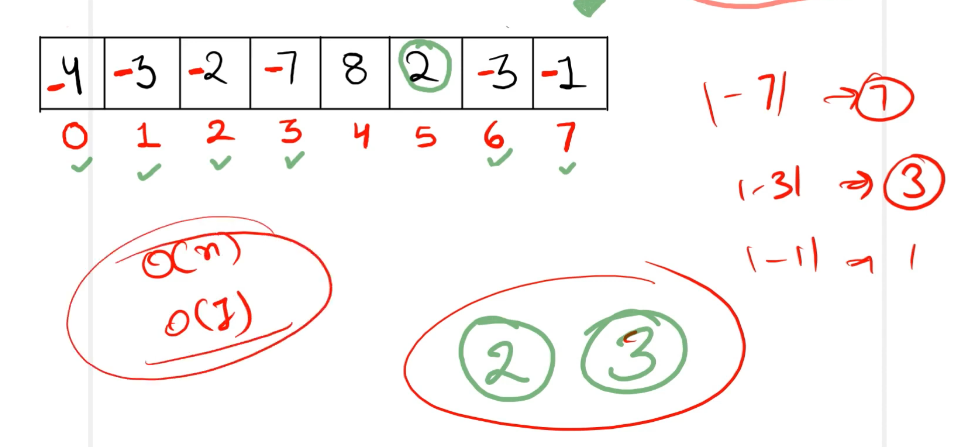 -4 -3 -2 -7 8 2 -3 -1
0 1 2 3 4 5 6 7
|-7| → 7
|-3| → 3
|-1| → 1
O(n)
O(1)
2 3